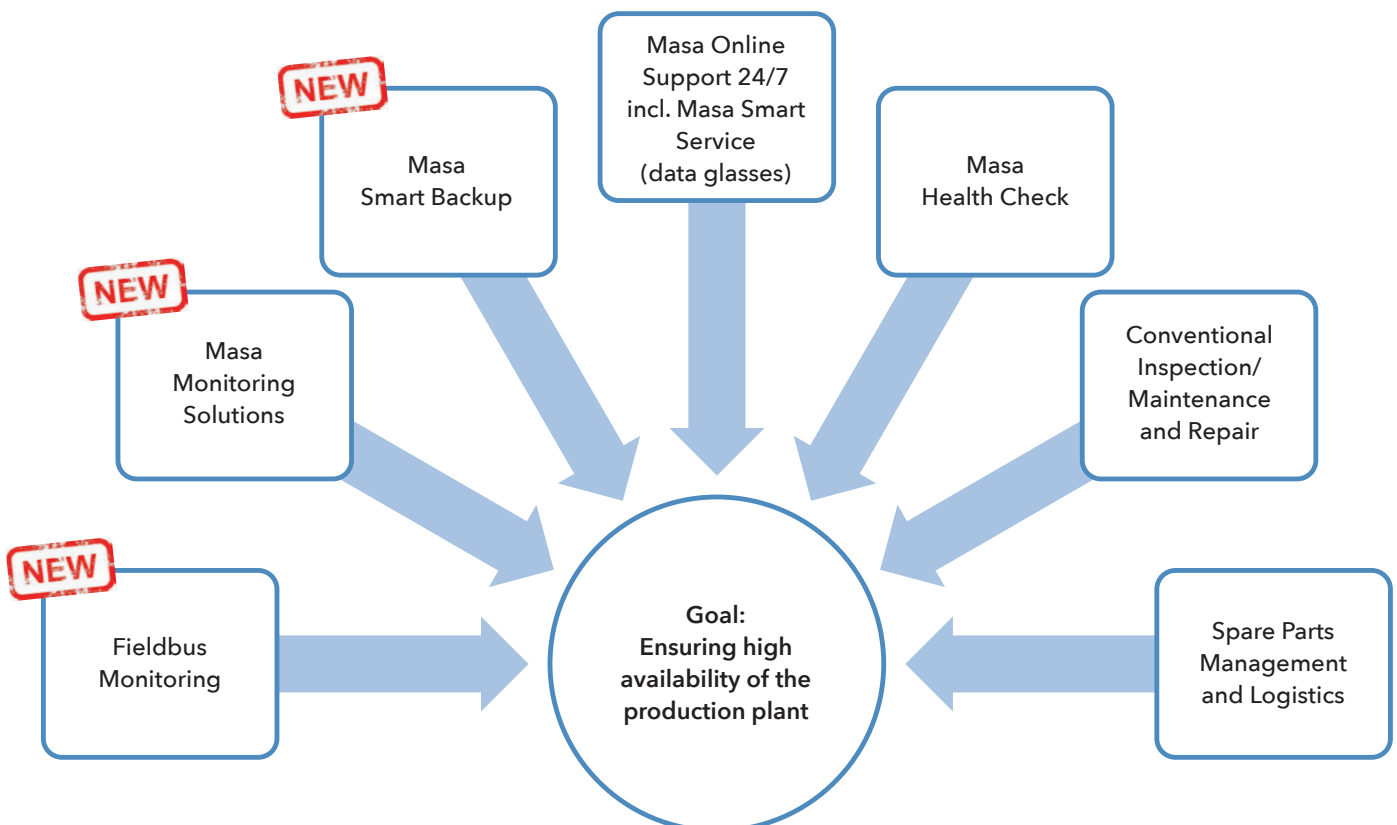 Masa Online
Support 24/7
incl. Masa Smart
Service
(data glasses)
NEW
Masa
Smart Backup
Masa
Health Check
NEW
Masa
Monitoring
Solutions
Conventional
Inspection/
Maintenance
and Repair
NEW
Fieldbus
Monitoring
Goal:
Ensuring high
availability of the
production plant
Spare Parts
Management
and Logistics